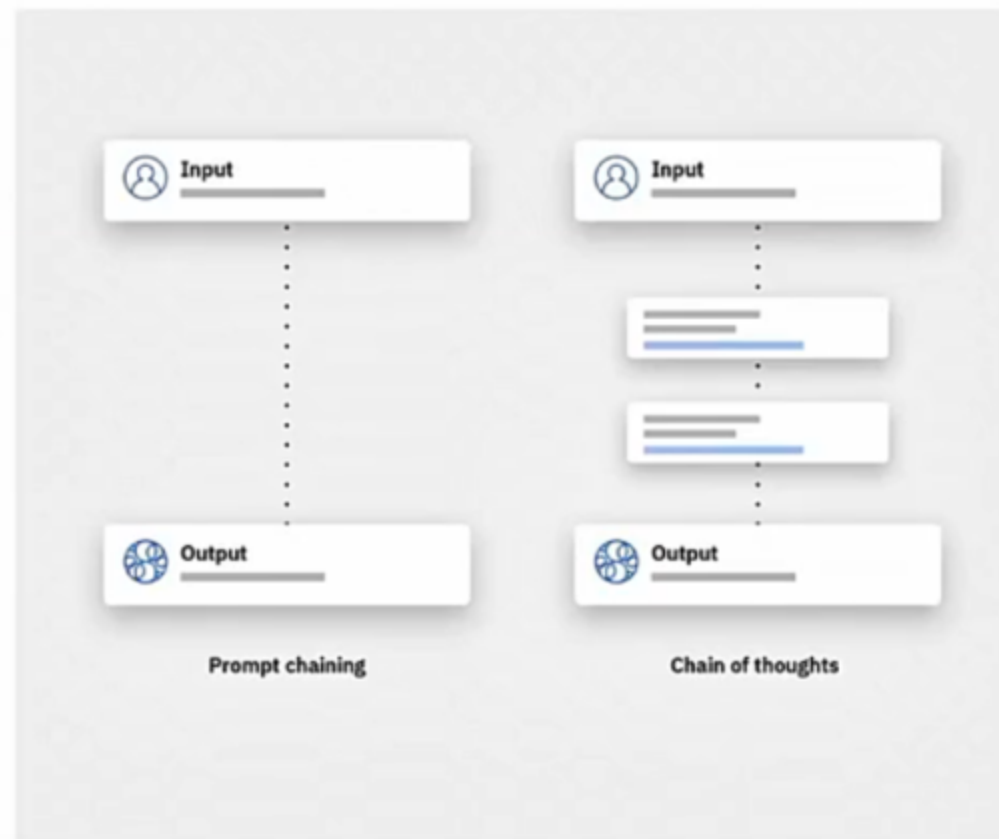 Input
Output
Prompt chaining
Input
Output
Chain of thoughts